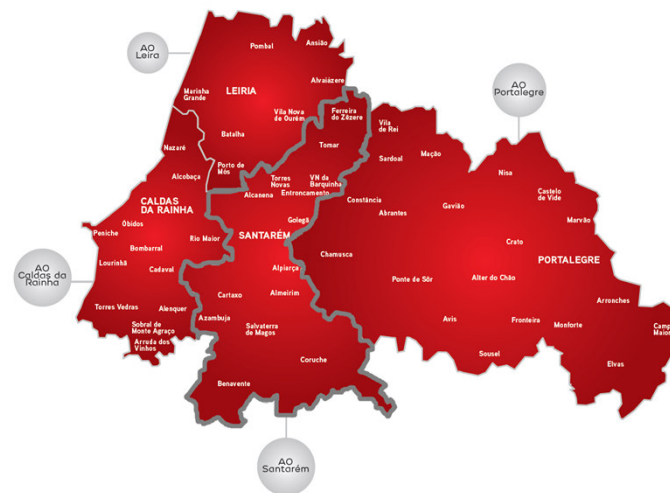 AO
Leira
Pombal
Ansião
Marinha
Grande
LEIRIA
Alvaiázere
Batalha
Vila Nova
de Ourém
AO
Portalegre
Ferreira
do Zêzere
Vila
de Rei
Tomar
Sardoal
Mação
Nisa
Castelo
de Vide
Marvão
Nazaré
Porto de
Mós
Alcobaça
CALDAS
DA RAINHA
Óbidos
Peniche
Bombarral
Lourinhã
Cadaval
Rio Maior
Torres Vedras
Alenquer
Sobral de
Monte Agraço
Arruda dos
Vinhos
AO
Caldas da
Rainha
Torres
Novas
VN da
Barquinha
Alcanena
Entroncamento
Golegã
SANTARÉM
Alpiarça
Almeirim
Cartaxo
Azambuja
Salvaterra
de Magos
Coruche
Benavente
AO
Santarém
Constância
Abrantes
Gavião
Chamusca
Crato
PORTALEGRE
Ponte de Sôr
Alter do Chão
Arronches
Avis
Fronteira
Monforte
Campo
Maior
Sousel
Elvas